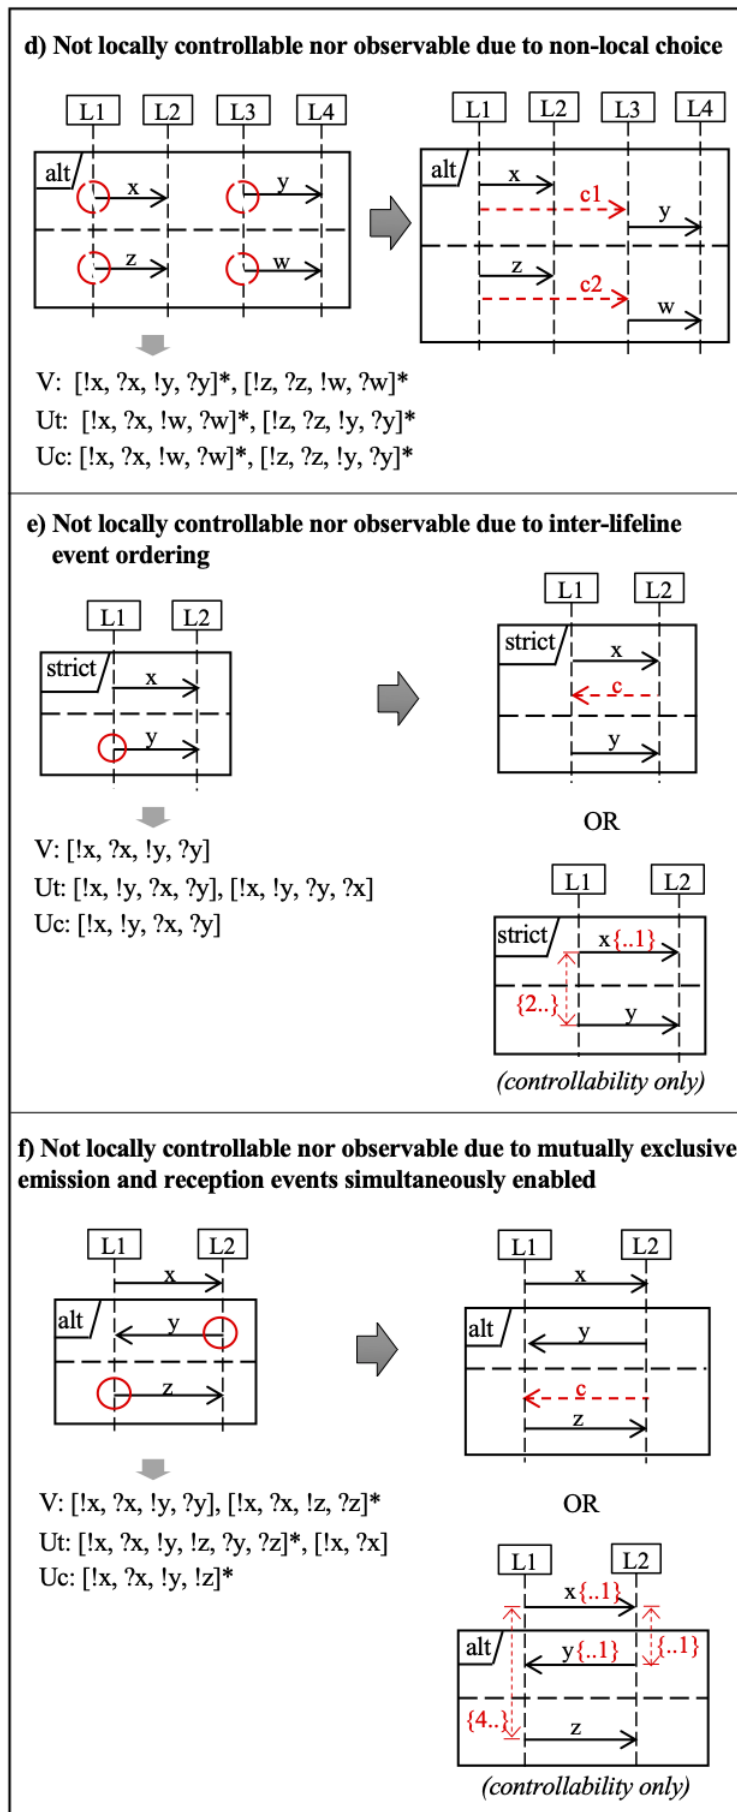 d) Not locally controllable nor observable due to non-local choice
L1 L2 L3 L4
alt
x
y
z
w
L1 L2 L3 L4
alt
x
c1
y
z
c2
w
V: [!x, ?x, !y, ?y]*, [!z, ?z, !w, ?w]*
Ut: [!x, ?x, !w, ?w]*, [!z, ?z, !y, ?y]*
Uc: [!x, ?x, !w, ?w]*, [!z, ?z, !y, ?y]*
e) Not locally controllable nor observable due to inter-lifeline
event ordering
L1 L2
strict
x
y
L1 L2
strict
x
c
y
V: [!x, ?x, !y, ?y]
Ut: [!x, !y, ?x, ?y], [!x, !y, ?y, ?x]
Uc: [!x, !y, ?x, ?y]
OR
L1 L2
strict
x{..1}
{2..}
y
(controllability only)
f) Not locally controllable nor observable due to mutually exclusive
emission and reception events simultaneously enabled
L1 L2
x
alt
y
z
L1 L2
x
alt
y
c
z
V: [!x, ?x, !y, ?y], [!x, ?x, !z, ?z]*
Ut: [!x, ?x, !y, !z, ?y, ?z]*, [!x, ?x]
Uc: [!x, ?x, !y, !z]*
OR
L1 L2
x{..1}
alt
y{..1}
{..1}
{4..}
z
(controllability only)